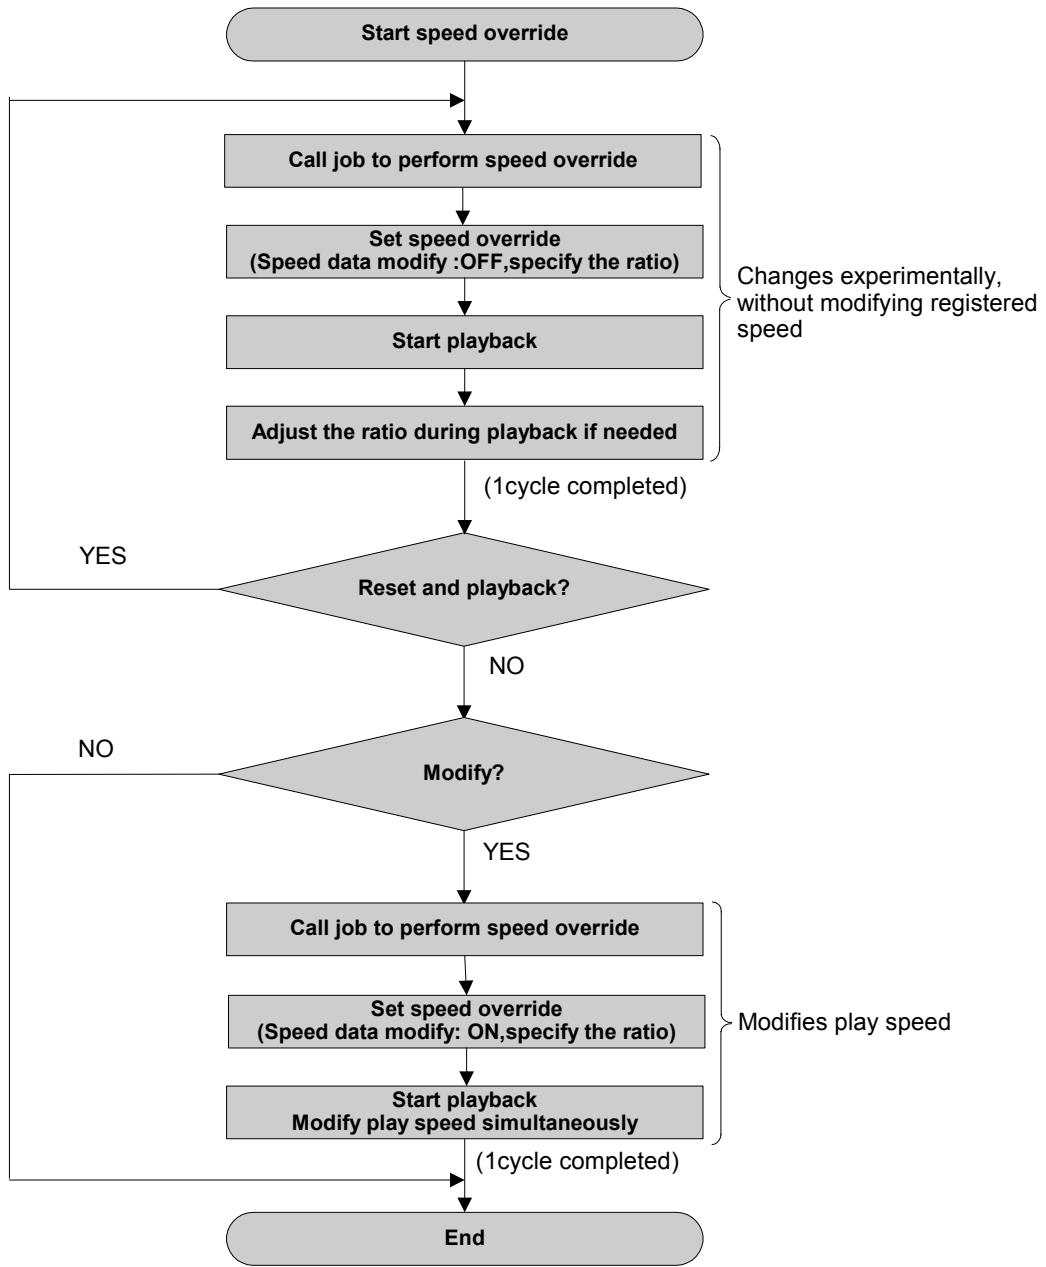 Start speed override
Call job to perform speed override
Set speed override
(Speed data modify :OFF,specify the ratio)
Start playback
Adjust the ratio during playback if needed
Changes experimentally,
without modifying registered
speed
(1cycle completed)
YES
Reset and playback?
NO
NO
Modify?
YES
Call job to perform speed override
Set speed override
(Speed data modify: ON,specify the ratio)
Start playback
Modify play speed simultaneously
Modifies play speed
(1cycle completed)
End